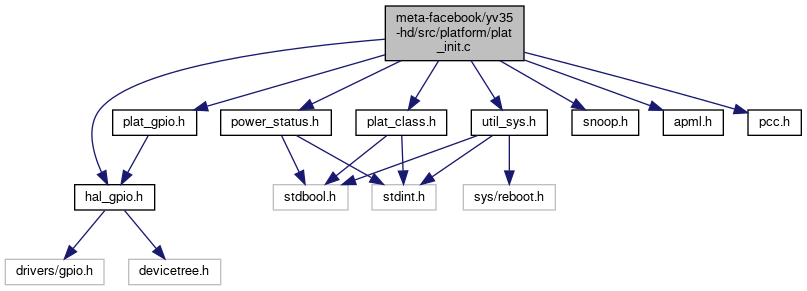 meta-facebook/yv35
-hd/src/platform/plat
_init.c
plat_gpio.h
power_status.h
plat_class.h
util_sys.h
snoop.h
apml.h
pcc.h
hal_gpio.h
stdbool.h
stdint.h
sys/reboot.h
drivers/gpio.h
devicetree.h